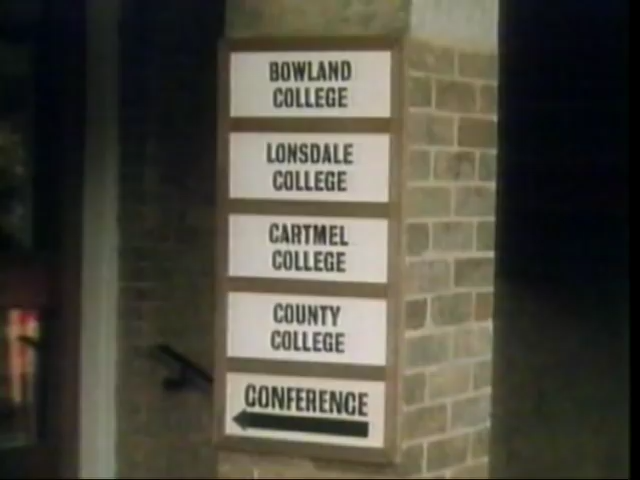 BOWLAND
COLLEGE
LONSDALE
COLLEGE
CARTMEL
COLLEGE
COUNTY
COLLEGE
CONFERENCE